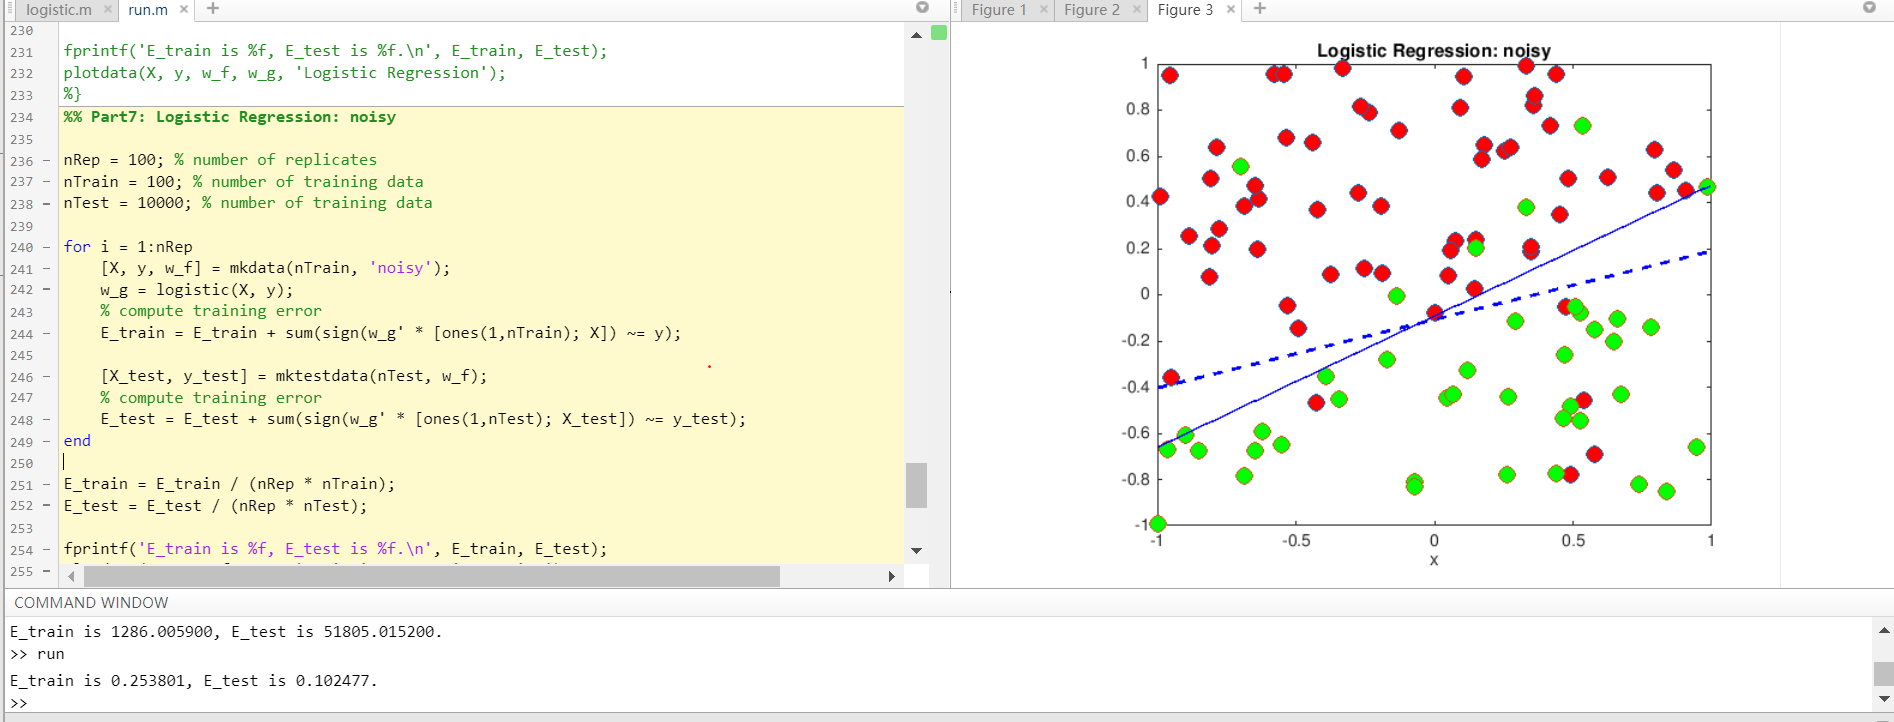 logistic.m × run.m × +
230
231 fprintf('E_train is %f, E_test is %f.\n', E_train, E_test);
232 plotdata(X, y, w_f, w_g, 'Logistic Regression');
233 %}
234 %% Part7: Logistic Regression: noisy
235
236 – nRep = 100; % number of replicates
237 – nTrain = 100; % number of training data
238 – nTest = 10000; % number of training data
239
240 – for i = 1:nRep
241 – [X, y, w_f] = mkdata(nTrain, 'noisy');
242 – w_g = logistic(X, y);
243 % compute training error
244 – E_train = E_train + sum(sign(w_g' * [ones(1,nTrain); X]) ~= y);
245
246 – [X_test, y_test] = mktestdata(nTest, w_f);
247 % compute training error
248 – E_test = E_test + sum(sign(w_g' * [ones(1,nTest); X_test]) ~= y_test);
249 – end
250
251 – E_train = E_train / (nRep * nTrain);
252 – E_test = E_test / (nRep * nTest);
253
254 – fprintf('E_train is %f, E_test is %f.\n', E_train, E_test);
255 –
Figure 1 × Figure 2 × Figure 3 × +
Logistic Regression: noisy
1
0.8
0.6
0.4
0.2
0
-0.2
-0.4
-0.6
-0.8
-1
-1 -0.5 0 0.5 1
x
COMMAND WINDOW
E_train is 1286.005900, E_test is 51805.015200.
>> run
E_train is 0.253801, E_test is 0.102477.
>>